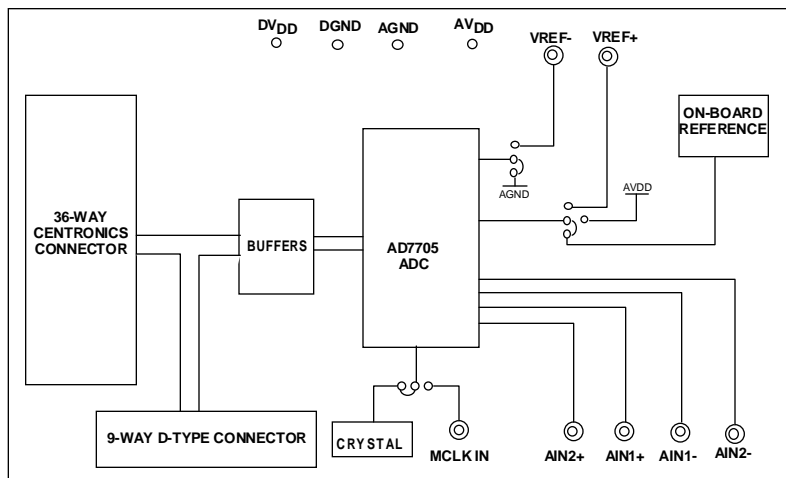 DVDD DGND AGND AVDD
VREF- VREF+
ON-BOARD
REFERENCE
AGND
AVDD
36-WAY
CENTRONICS
CONNECTOR
BUFFERS
AD7705
ADC
9-WAY D-TYPE CONNECTOR
CRYSTAL
MCLK IN
AIN2+ AIN1+ AIN1- AIN2-